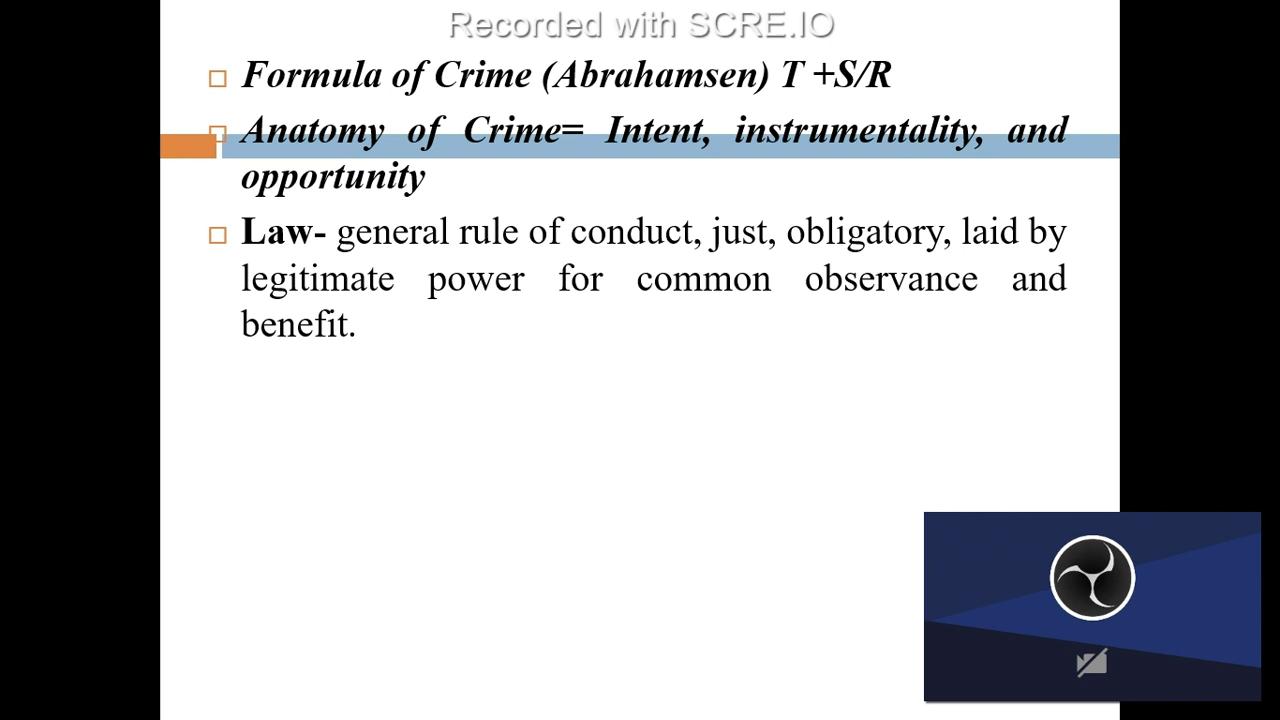 Recorded with SCRE.IO
Formula of Crime (Abrahamsen) T +S/R
Anatomy of Crime= Intent, instrumentality, and
opportunity
Law- general rule of conduct, just, obligatory, laid by
legitimate power for common observance and
benefit.